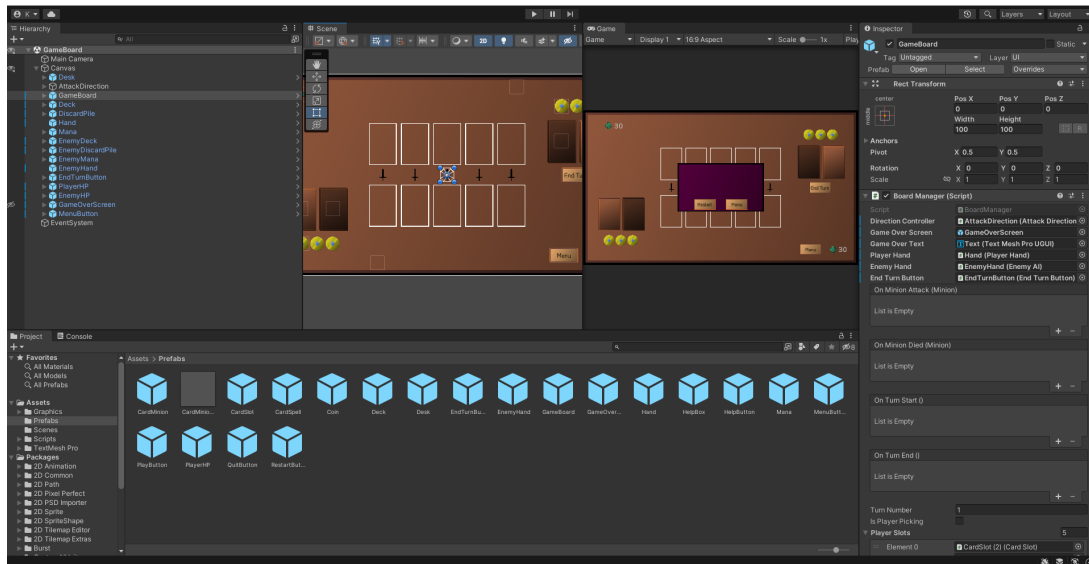 K
Layers
Layout
Hierarchy
All
GameBoard
Main Camera
Canvas
Desk
AttackDirection
GameBoard
Deck
DiscardPile
Hand
Mana
EnemyDeck
EnemyDiscardPile
EnemyMana
EnemyHand
EndTurnButton
PlayerHP
EnemyHP
GameOverScreen
MenuButton
EventSystem
Scene
2D
End T
Menu
Game
Game
Display 1
16:9 Aspect
Scale
1x
Play
30
End Turn
Restart
Menu
Menu
30
Inspector
GameBoard
Static
Tag
Untagged
Layer
UI
Prefab
Open
Select
Overrides
Rect Transform
center
middle
Pos X
Pos Y
Pos Z
0
0
0
Width
Height
100
100
R
Anchors
Pivot
X 0.5
Y 0.5
Rotation
X 0
Y 0
Z 0
Scale
X 1
Y 1
Z 1
Board Manager (Script)
Script
BoardManager
Direction Controller
AttackDirection (Attack Direction
Game Over Screen
GameOverScreen
Game Over Text
Text (Text Mesh Pro UGUI)
Player Hand
Hand (Player Hand)
Enemy Hand
EnemyHand (Enemy AI)
End Turn Button
EndTurnButton (End Turn Button)
On Minion Attack (Minion)
List is Empty
On Minion Died (Minion)
List is Empty
On Turn Start ()
List is Empty
On Turn End ()
List is Empty
Turn Number
1
Is Player Picking
Player Slots
5
Element 0
CardSlot (2) (Card Slot)
Project
Console
8
Favorites
All Materials
All Models
All Prefabs
Assets
Graphics
Prefabs
Scenes
Scripts
TextMesh Pro
Packages
2D Animation
2D Common
2D Path
2D Pixel Perfect
2D PSD Importer
2D Sprite
2D SpriteShape
2D Tilemap Editor
2D Tilemap Extras
Burst
Assets > Prefabs
CardMinion
CardMinio...
CardSlot
CardSpell
Coin
Deck
Desk
EndTurnBu...
EnemyHand
GameBoard
GameOver...
Hand
HelpBox
HelpButton
Mana
MenuButt...
PlayButton
PlayerHP
QuitButton
RestartBut...